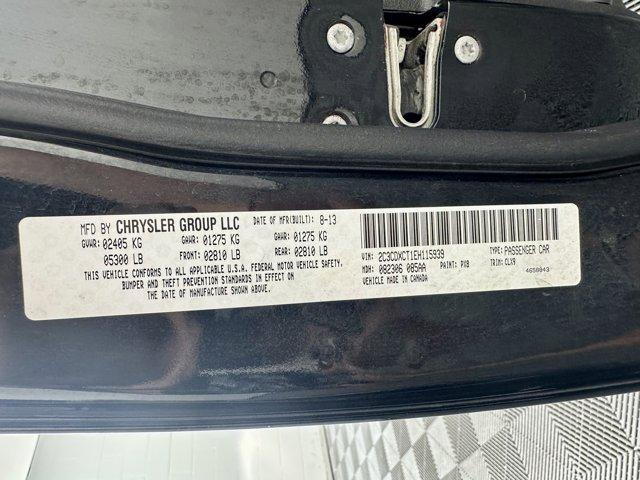 MFD BY CHRYSLER GROUP LLC DATE OF MFR(BUILT): 8-13
GVWR: 02405 KG GAWR: 01275 KG GAWR: 01275 KG
05300 LB FRONT: 02810 LB REAR: 02810 LB
THIS VEHICLE CONFORMS TO ALL APPLICABLE U.S.A. FEDERAL MOTOR VEHICLE SAFETY,
BUMPER AND THEFT PREVENTION STANDARDS IN EFFECT ON
THE DATE OF MANUFACTURE SHOWN ABOVE.
VIN: 2C3CDXCT1EH115939 TYPE: PASSENGER CAR
MDH: 082306 085AA PAINT: PX8 TRIM: CLX9
VEHICLE MADE IN CANADA 4658043